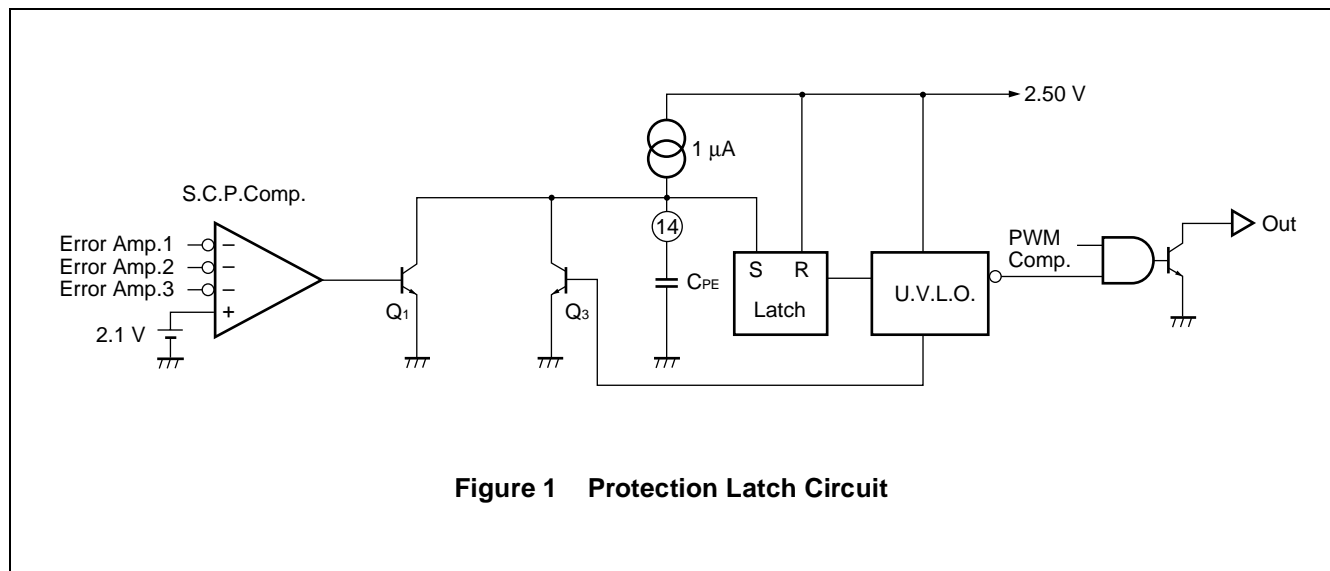 2.50 V
1 μA
S.C.P.Comp.
14
Error Amp.1
Error Amp.2
Error Amp.3
−
−
−
+
2.1 V
Q1
Q3
CPE
S R
Latch
U.V.L.O.
PWM
Comp.
Out
Figure 1 Protection Latch Circuit